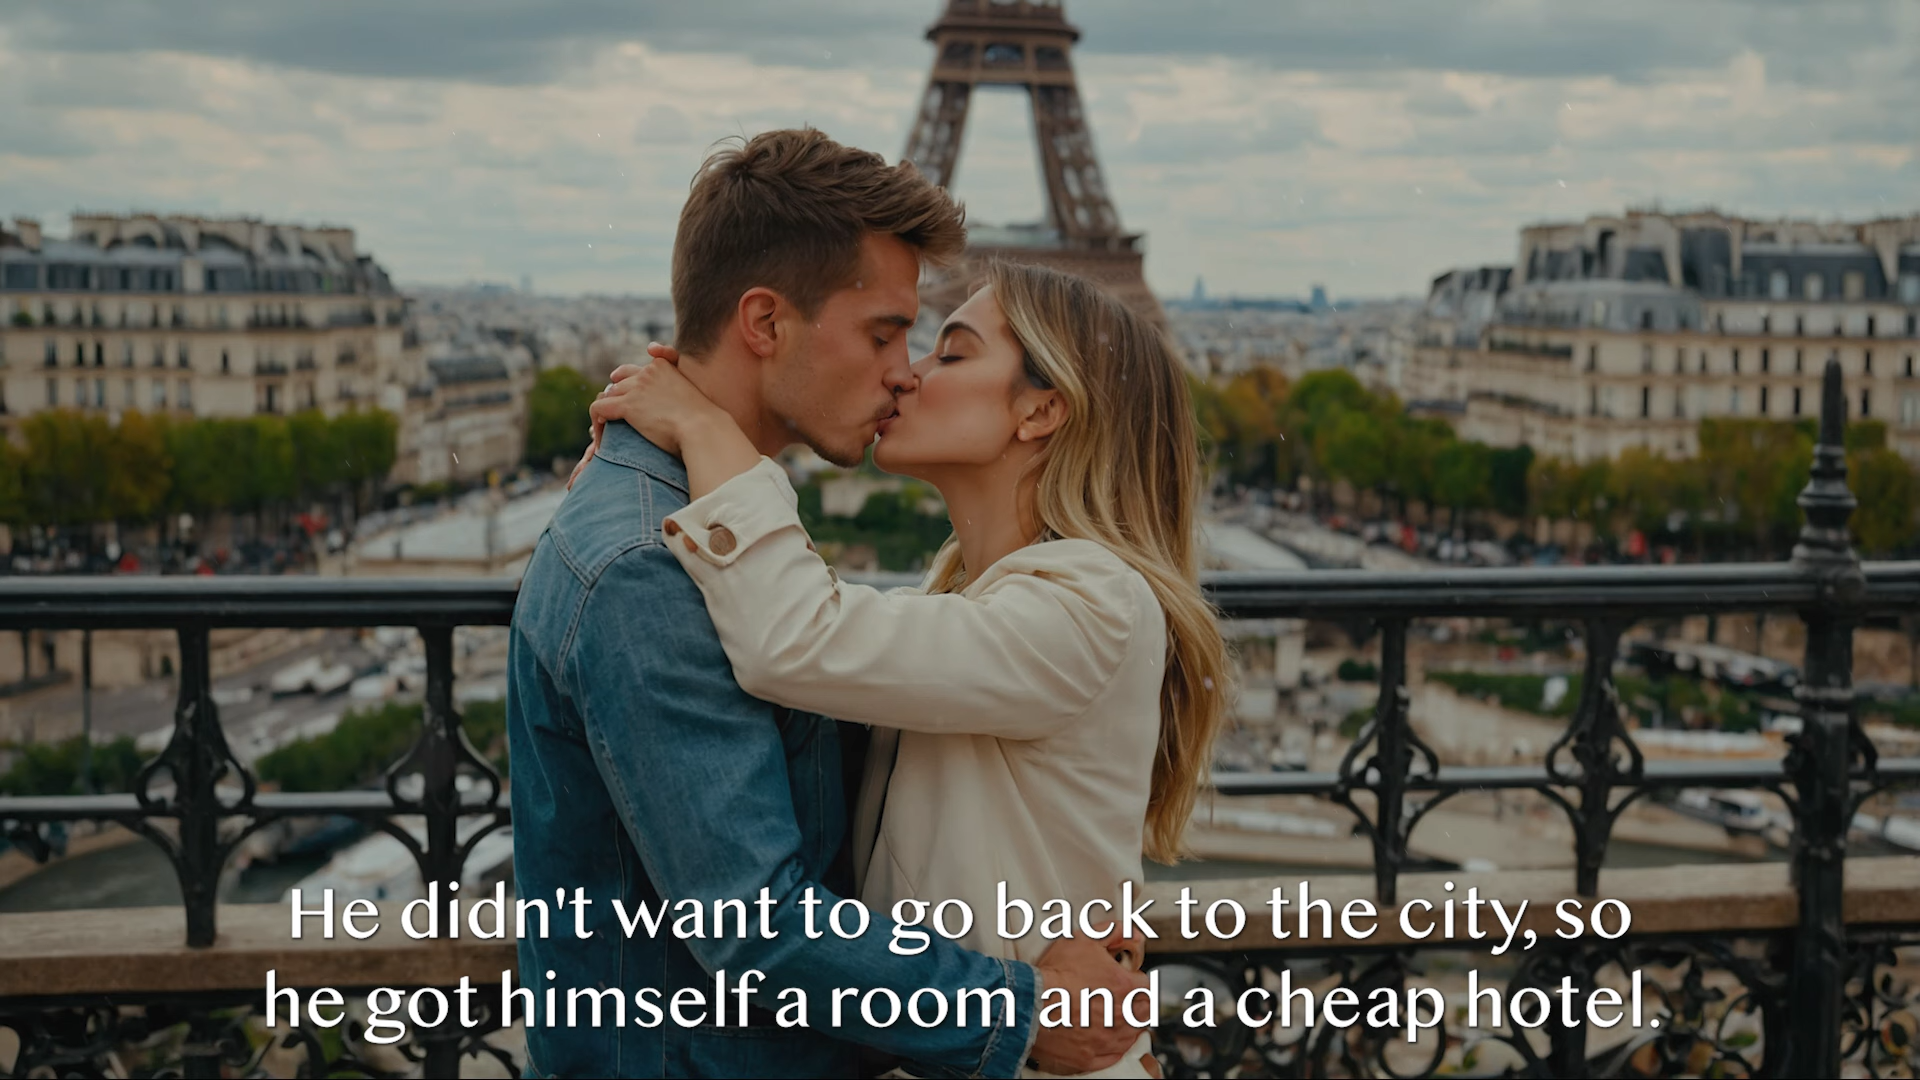 He didn't want to go back to the city, so
he got himself a room and a cheap hotel.